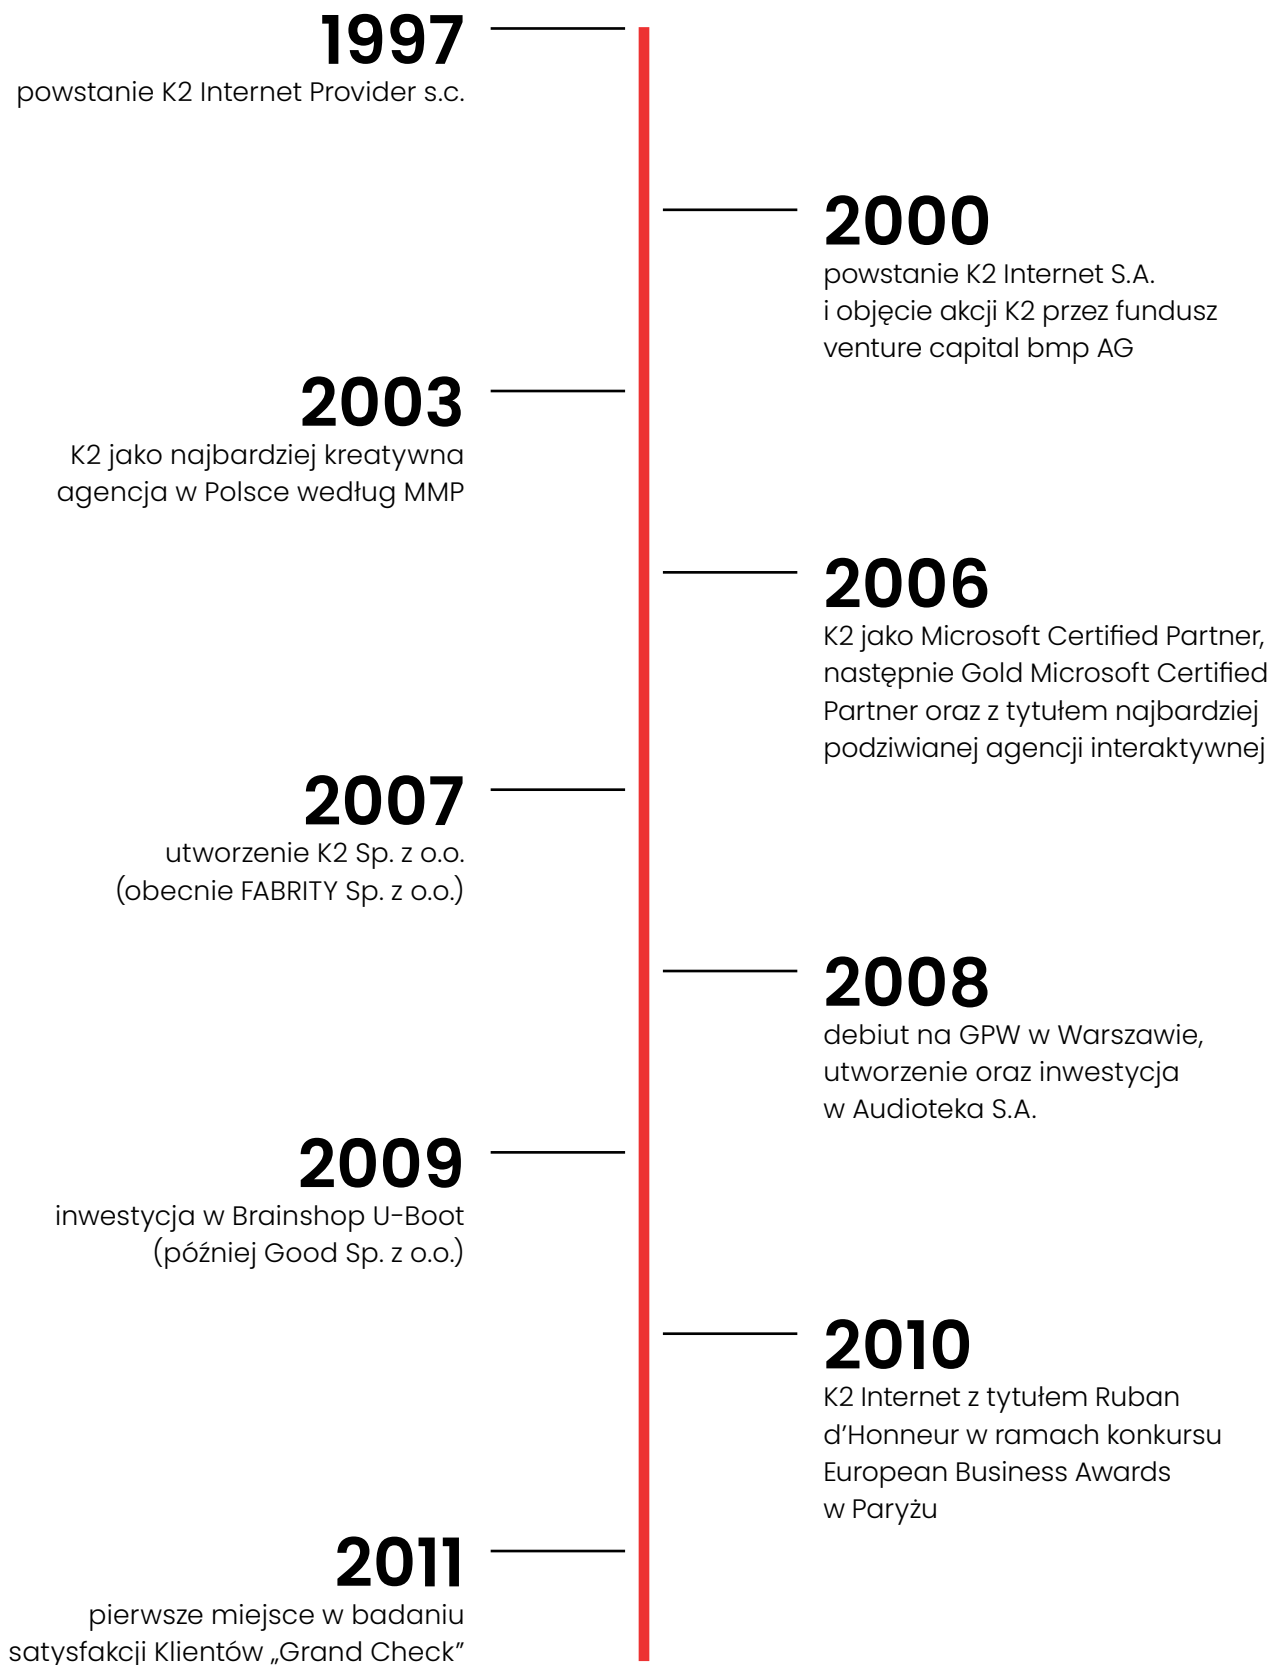 1997
powstanie K2 Internet Provider s.c.
2000
powstanie K2 Internet S.A.
i objęcie akcji K2 przez fundusz
venture capital bmp AG
2003
K2 jako najbardziej kreatywna
agencja w Polsce według MMP
2006
K2 jako Microsoft Certified Partner,
następnie Gold Microsoft Certified
Partner oraz z tytułem najbardziej
podziwianej agencji interaktywnej
2007
utworzenie K2 Sp. z o.o.
(obecnie FABRITY Sp. z o.o.)
2008
debiut na GPW w Warszawie,
utworzenie oraz inwestycja
w Audioteka S.A.
2009
inwestycja w Brainshop U-Boot
(później Good Sp. z o.o.)
2010
K2 Internet z tytułem Ruban
d’Honneur w ramach konkursu
European Business Awards
w Paryżu
2011
pierwsze miejsce w badaniu
satysfakcji Klientów „Grand Check”